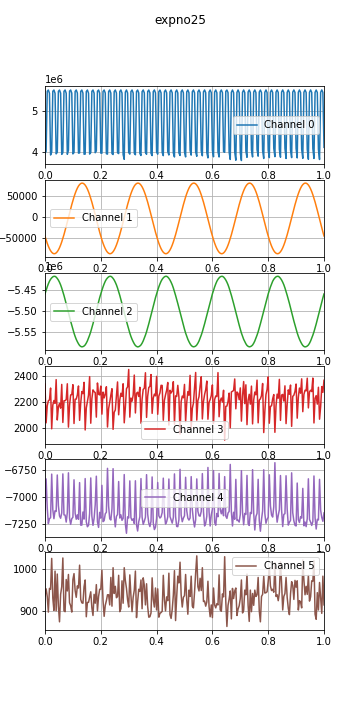 expno25
1e6
5
4
Channel 0
0.0 0.2 0.4 0.6 0.8 1.0
50000
0
−50000
Channel 1
0.0 0.2 0.4 0.6 0.8 1.0
1e6
−5.45
−5.50
−5.55
Channel 2
0.0 0.2 0.4 0.6 0.8 1.0
2400
2200
2000
Channel 3
0.0 0.2 0.4 0.6 0.8 1.0
−6750
−7000
−7250
Channel 4
0.0 0.2 0.4 0.6 0.8 1.0
1000
900
Channel 5
0.0 0.2 0.4 0.6 0.8 1.0